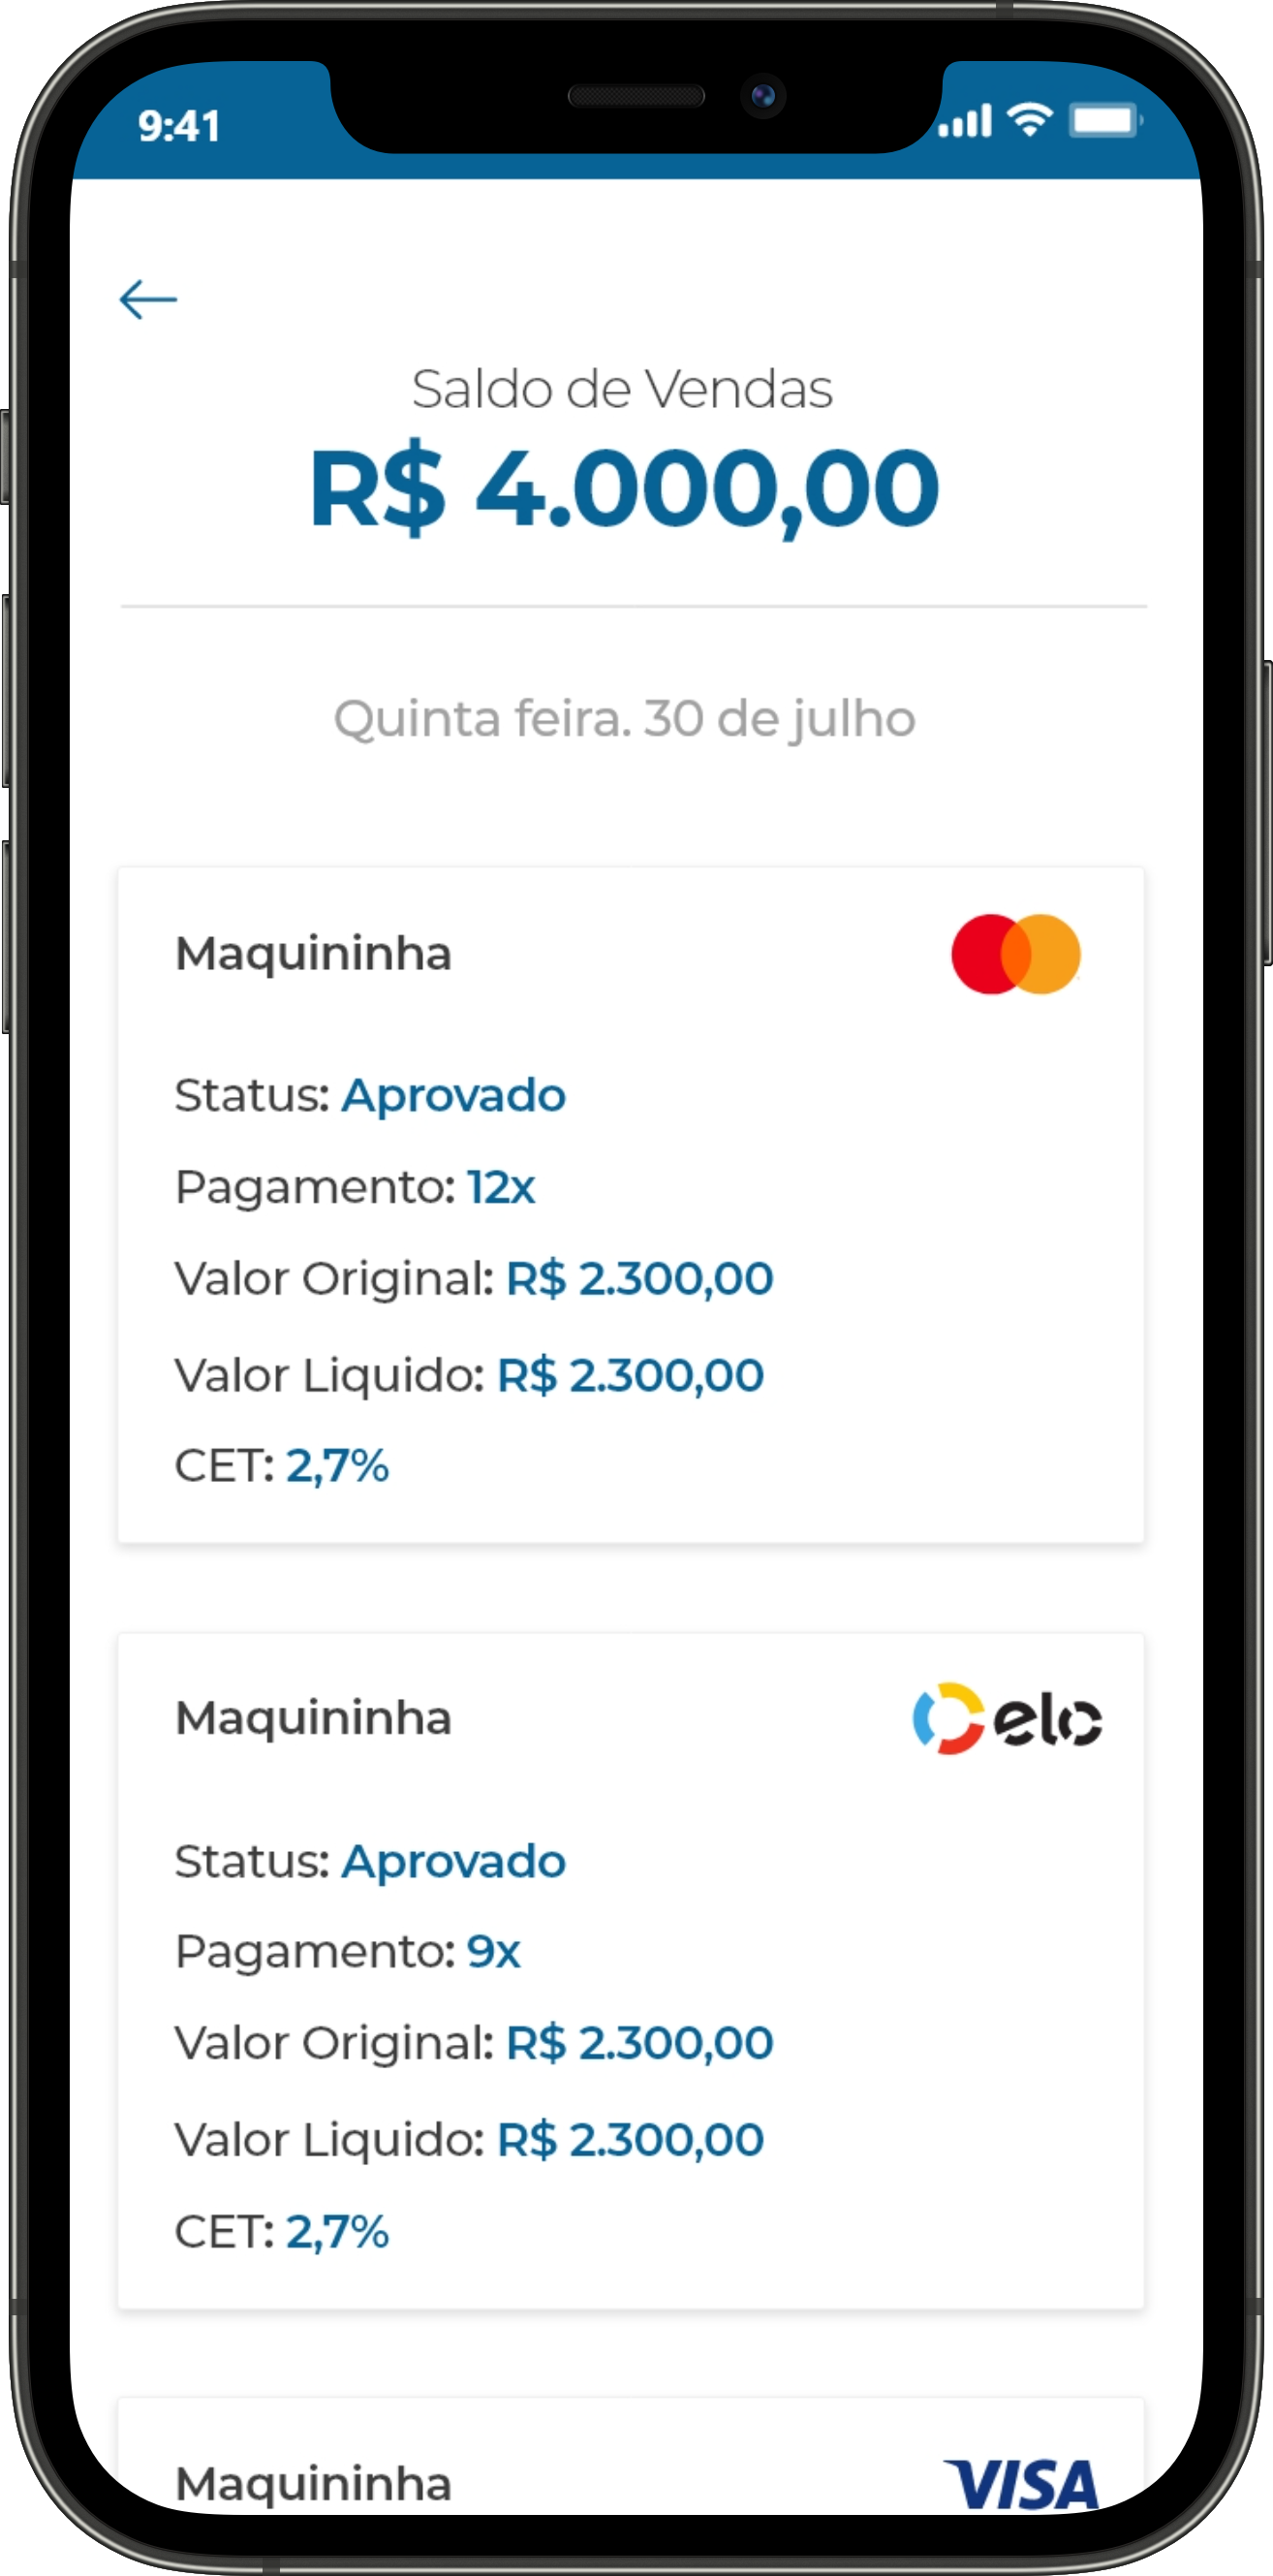 9:41
Saldo de Vendas
R$ 4.000,00
Quinta feira. 30 de julho
Maquininha
Status: Aprovado
Pagamento: 12x
Valor Original: R$ 2.300,00
Valor Liquido: R$ 2.300,00
CET: 2,7%
Maquininha
elo
Status: Aprovado
Pagamento: 9x
Valor Original: R$ 2.300,00
Valor Liquido: R$ 2.300,00
CET: 2,7%
Maquininha
VISA